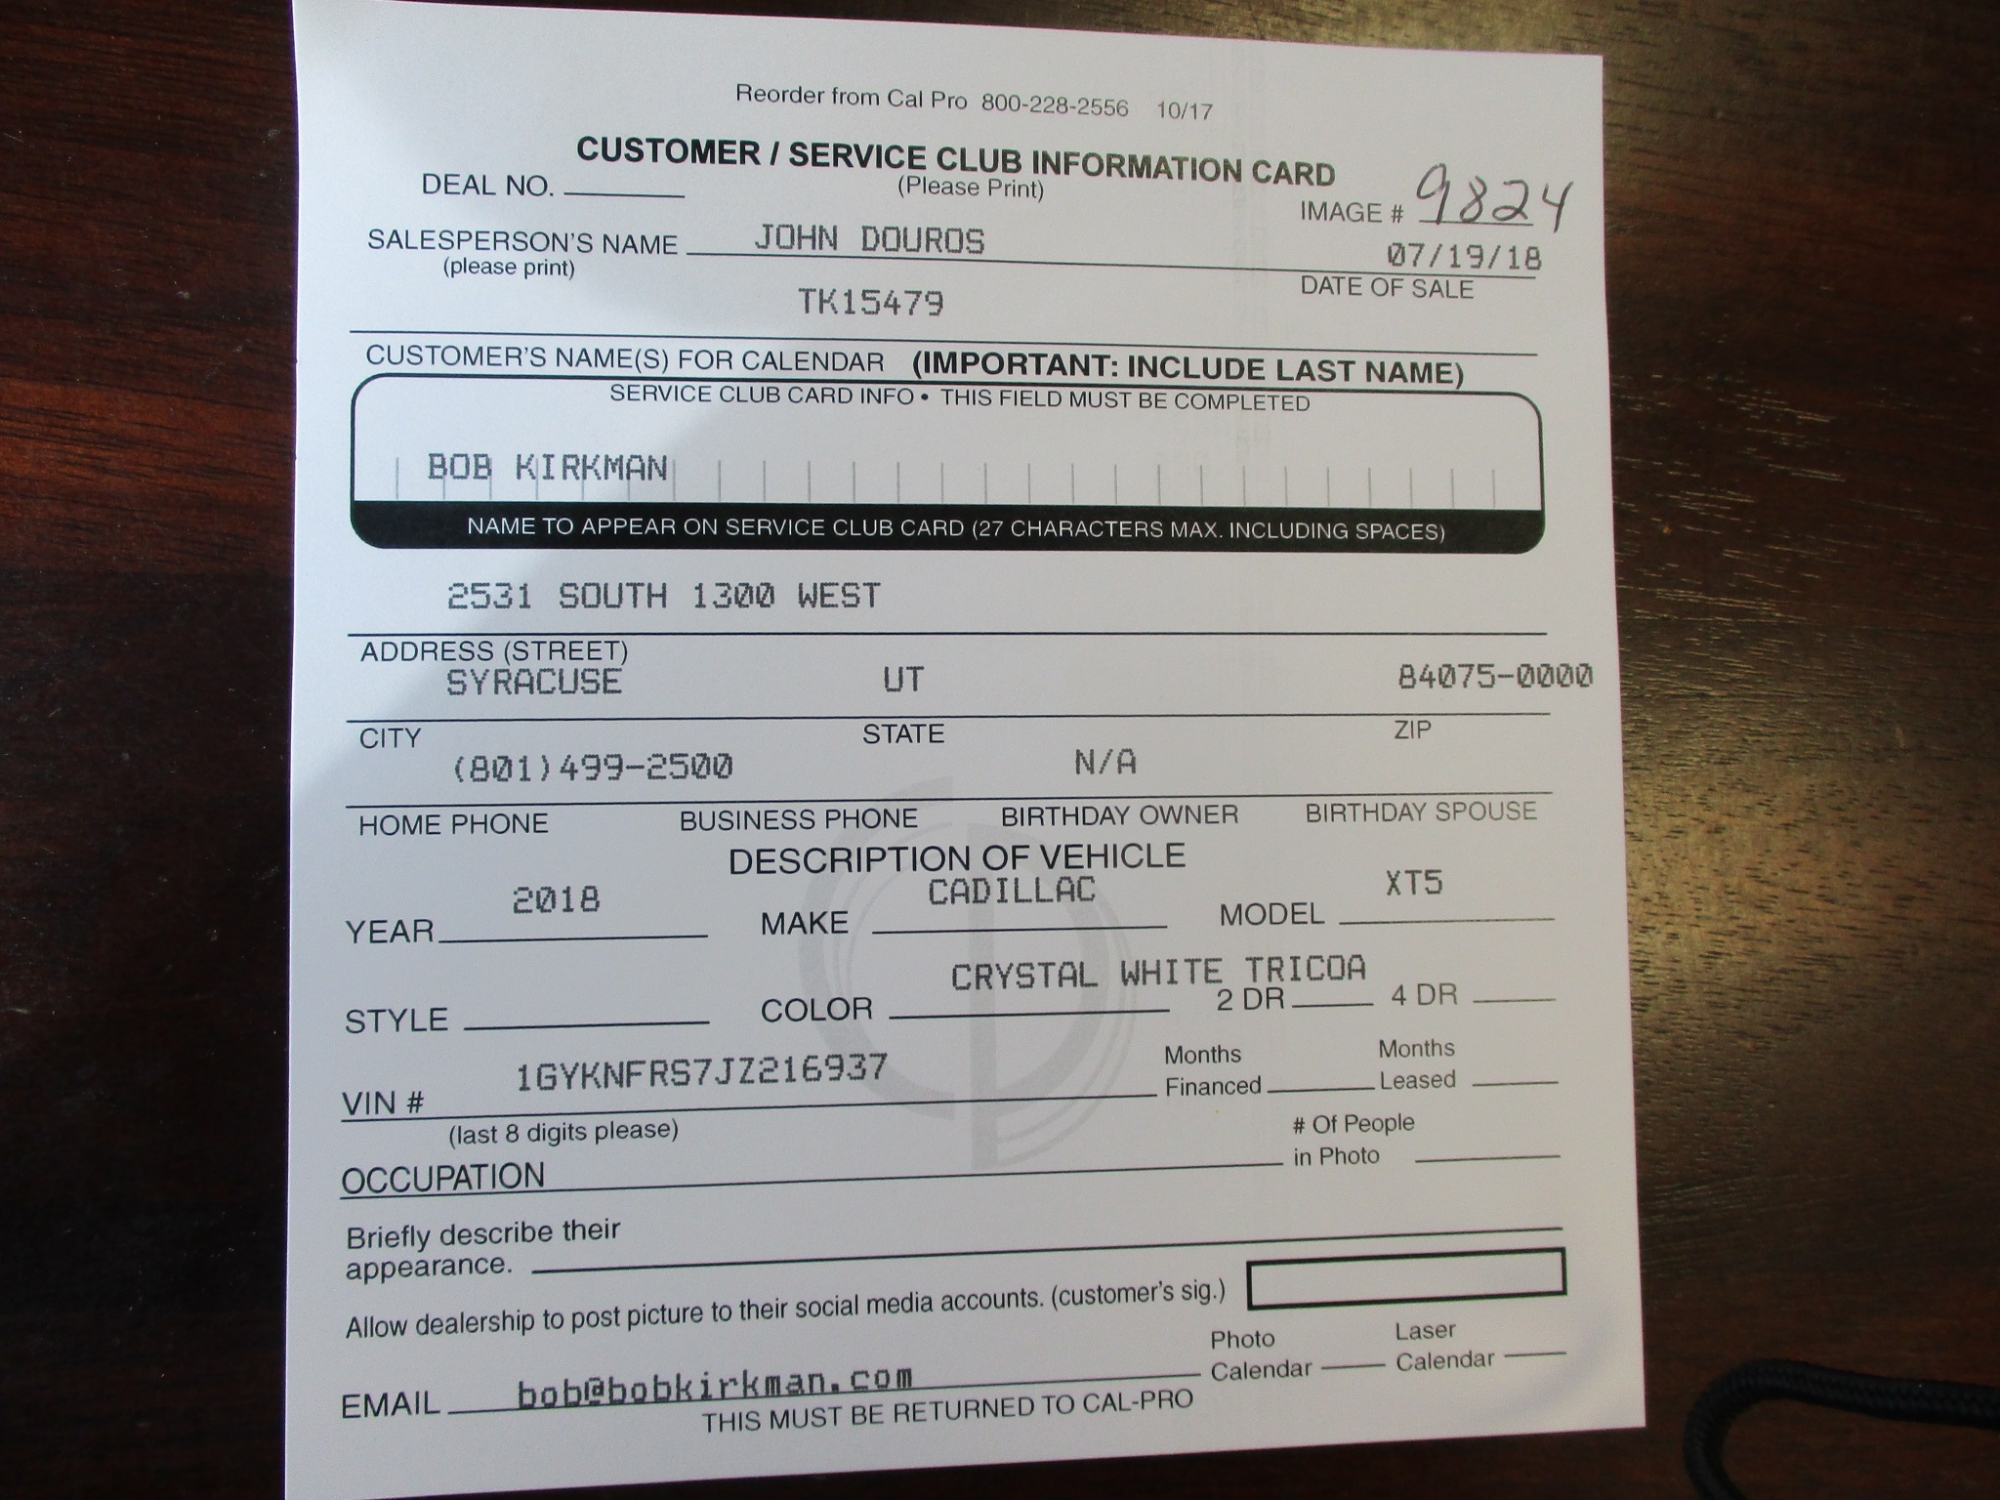 Reorder from Cal Pro 800-228-2556 10/17
CUSTOMER / SERVICE CLUB INFORMATION CARD
DEAL NO. (Please Print)
IMAGE # 9824
SALESPERSON'S NAME JOHN DOUROS 07/19/18
(please print) DATE OF SALE
TK15479
CUSTOMER'S NAME(S) FOR CALENDAR (IMPORTANT: INCLUDE LAST NAME)
SERVICE CLUB CARD INFO • THIS FIELD MUST BE COMPLETED
BOB KIRKMAN
NAME TO APPEAR ON SERVICE CLUB CARD (27 CHARACTERS MAX. INCLUDING SPACES)
2531 SOUTH 1300 WEST
ADDRESS (STREET)
SYRACUSE UT 84075-0000
CITY STATE ZIP
(801)499-2500 N/A
HOME PHONE BUSINESS PHONE BIRTHDAY OWNER BIRTHDAY SPOUSE
DESCRIPTION OF VEHICLE
YEAR 2018 MAKE CADILLAC MODEL XT5
STYLE COLOR CRYSTAL WHITE TRICOA 2 DR 4 DR
VIN # 1GYKNFRS7JZ216937 Months Financed Months Leased
(last 8 digits please)
OCCUPATION # Of People in Photo
Briefly describe their
appearance.
Allow dealership to post picture to their social media accounts. (customer's sig.)
EMAIL bob@bobkirkman.com Photo Calendar Laser Calendar
THIS MUST BE RETURNED TO CAL-PRO